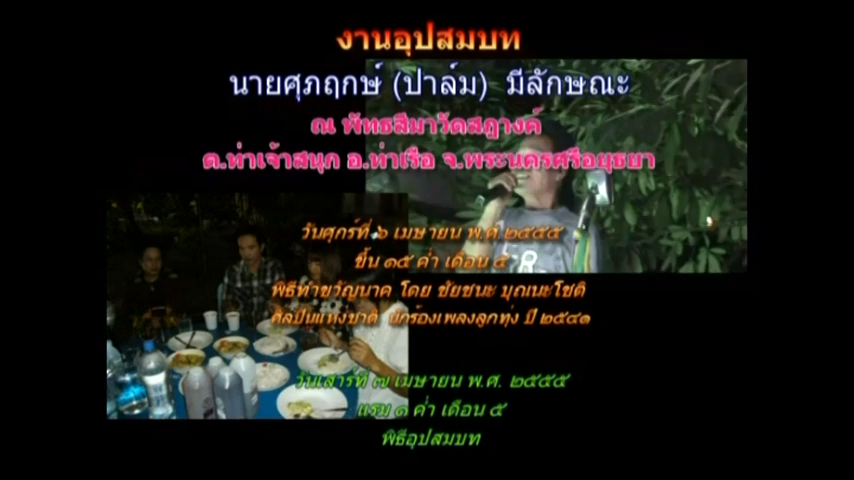 งานอุปสมบท
นายศุภฤกษ์ (ปาล์ม) มีลักษณะ
ณ พัทธสีมาวัดสฎางค์
ต.ท่าเจ้าสนุก อ.ท่าเรือ จ.พระนครศรีอยุธยา
วันศุกร์ที่ ๖ เมษายน พ.ศ.๒๕๕๕
ขึ้น ๑๕ ค่ำ เดือน ๕
พิธีทำขวัญนาค โดย ชัยชนะ บุณนะโชติ
ศิลปินแห่งชาติ นักร้องเพลงลูกทุ่ง ปี ๒๕๔๑
วันเสาร์ที่ ๗ เมษายน พ.ศ. ๒๕๕๕
แรม ๑ ค่ำ เดือน ๕
พิธีอุปสมบท